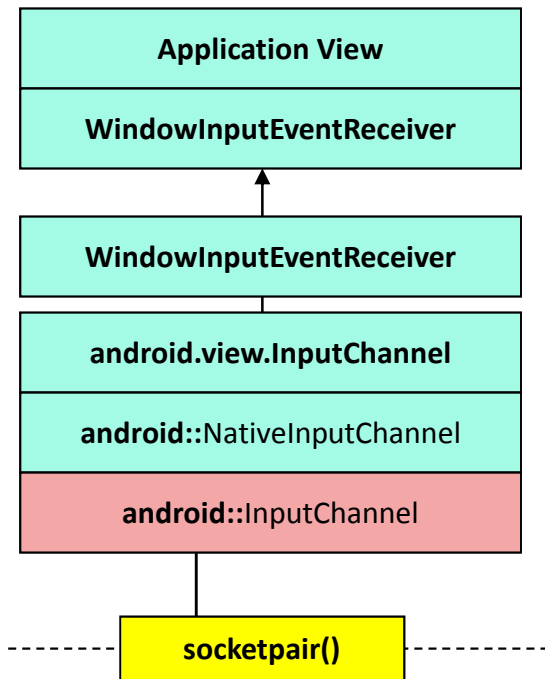 Application View
WindowInputEventReceiver
WindowInputEventReceiver
android.view.InputChannel
android::NativeInputChannel
android::InputChannel
socketpair()